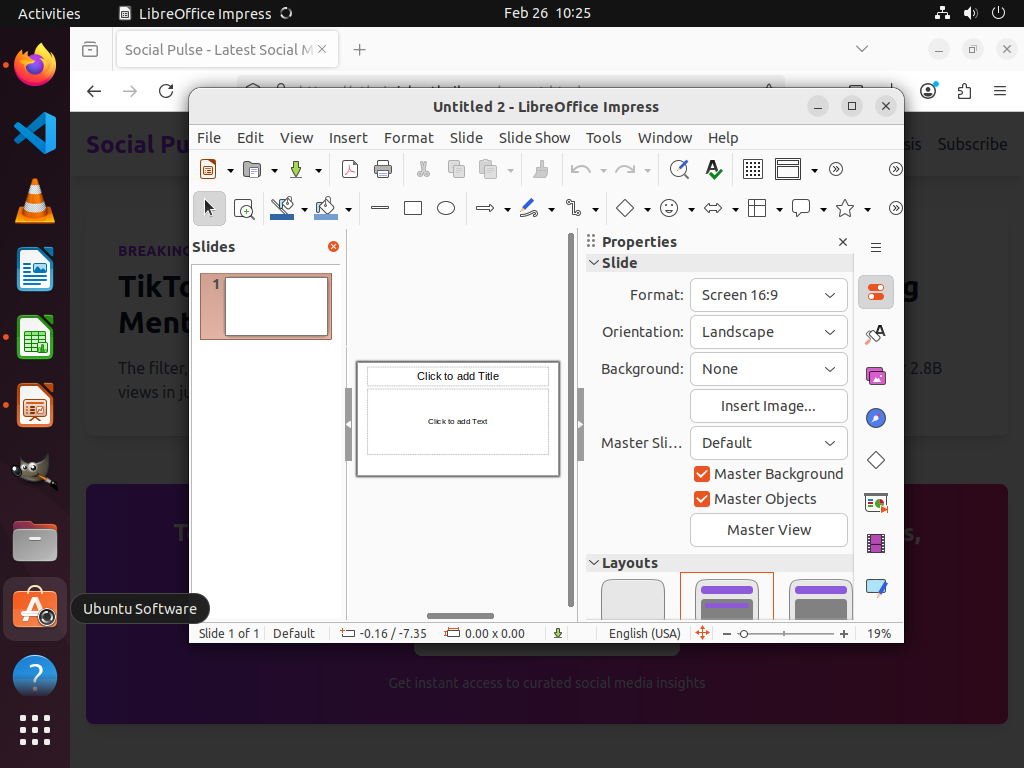 Activities
LibreOffice Impress
Feb 26 10:25
Social Pulse - Latest Social M
Untitled 2 - LibreOffice Impress
File Edit View Insert Format Slide Slide Show Tools Window Help
Social Pu
sis
Subscribe
Slides
Properties
Slide
1
Format: Screen 16:9
Orientation: Landscape
Background: None
Insert Image...
Master Sli... Default
Master Background
Master Objects
Master View
Layouts
Click to add Title
Click to add Text
BREAKIN
TikTo
g
Ment
The filter,
2.8B
views in ju
T
s,
Ubuntu Software
Slide 1 of 1
Default
-0.16 / -7.35
0.00 x 0.00
English (USA)
19%
Get instant access to curated social media insights